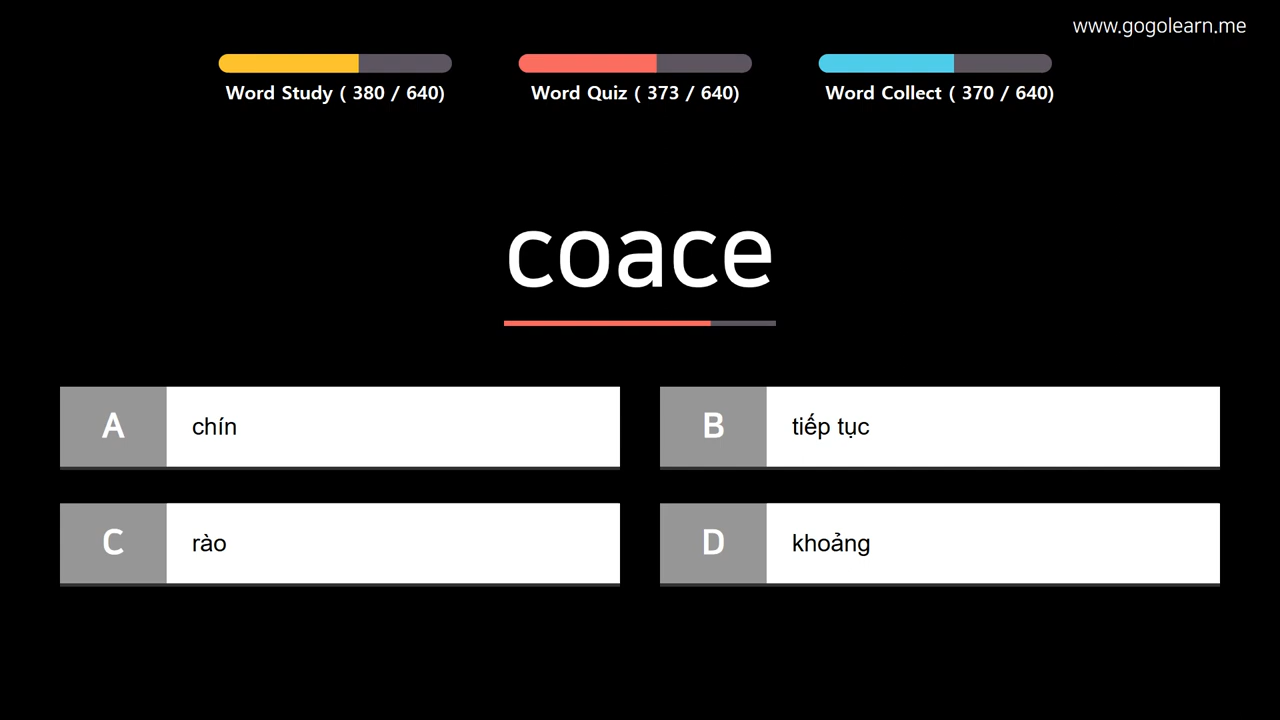 www.gogolearn.me
Word Study ( 380 / 640)
Word Quiz ( 373 / 640)
Word Collect ( 370 / 640)
coace
A
chín
B
tiếp tục
C
rào
D
khoảng